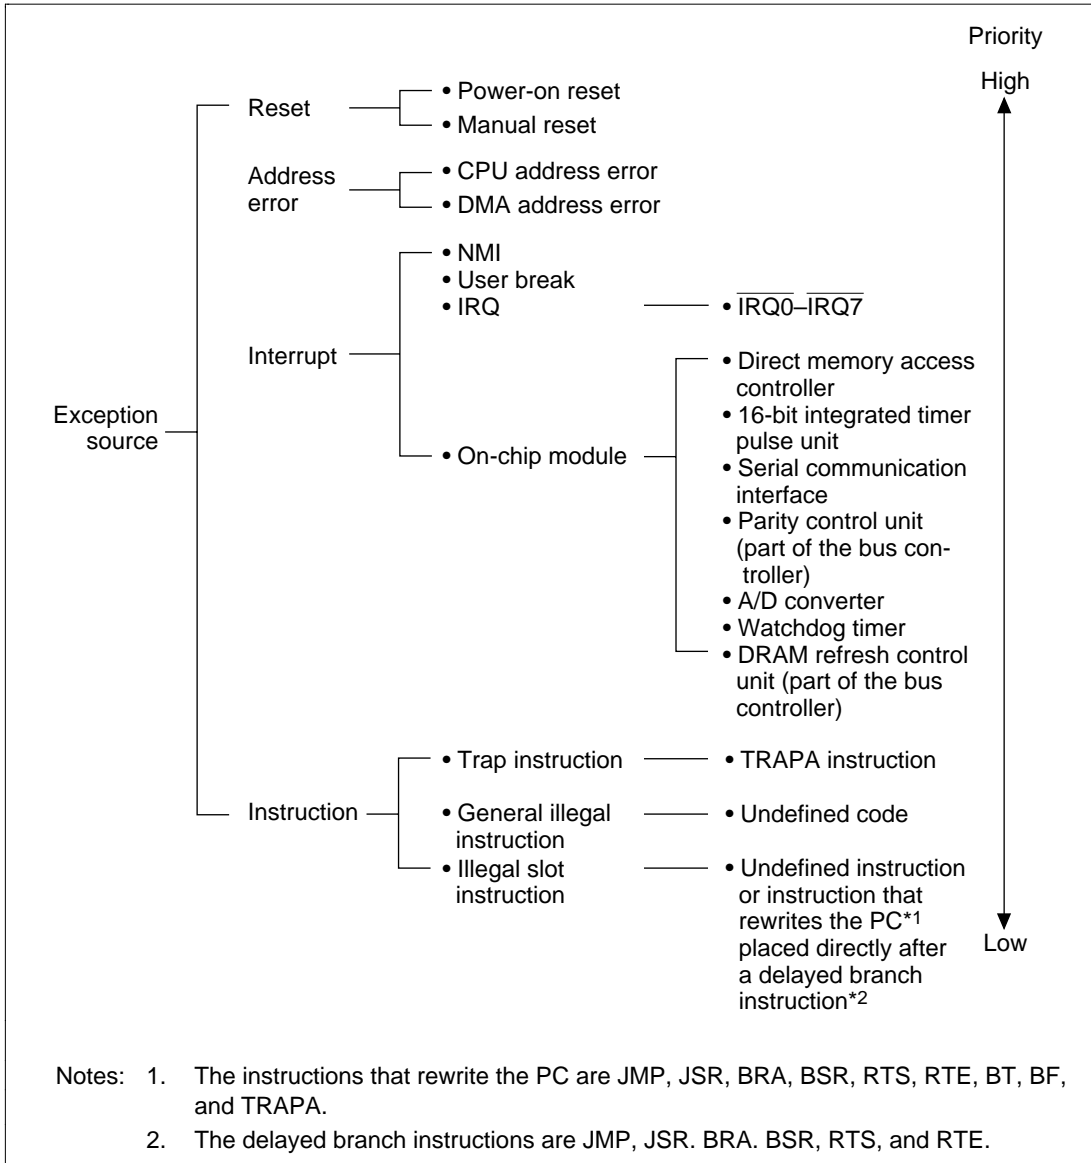 Priority
High
Reset
• Power-on reset
• Manual reset
Address
error
• CPU address error
• DMA address error
Interrupt
• NMI
• User break
• IRQ
• IRQ0–IRQ7
• On-chip module
• Direct memory access
controller
• 16-bit integrated timer
pulse unit
• Serial communication
interface
• Parity control unit
(part of the bus con-
troller)
• A/D converter
• Watchdog timer
• DRAM refresh control
unit (part of the bus
controller)
Exception
source
Instruction
• Trap instruction
• TRAPA instruction
• General illegal
instruction
• Undefined code
• Illegal slot
instruction
• Undefined instruction
or instruction that
rewrites the PC*1
placed directly after
a delayed branch
instruction*2
Low
Notes: 1. The instructions that rewrite the PC are JMP, JSR, BRA, BSR, RTS, RTE, BT, BF,
and TRAPA.
2. The delayed branch instructions are JMP, JSR. BRA. BSR, RTS, and RTE.